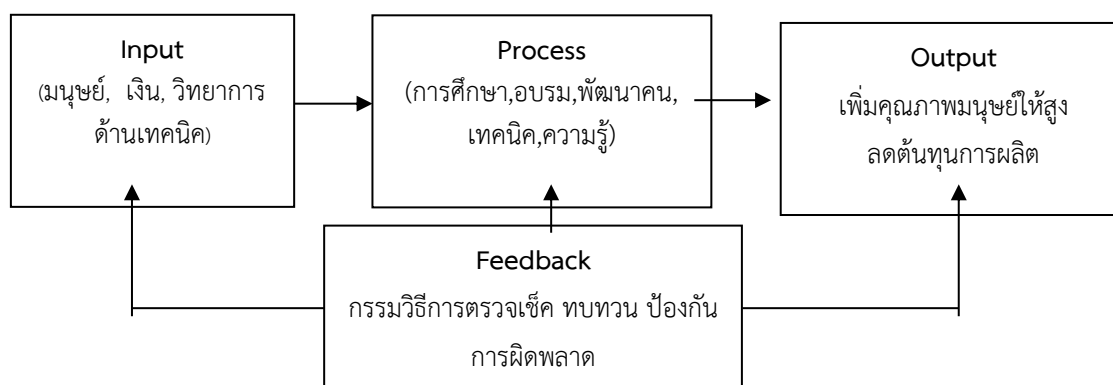 Input
(มนุษย์, เงิน, วิทยาการ
ด้านเทคนิค)
Process
(การศึกษา,อบรม,พัฒนาคน,
เทคนิค,ความรู้)
Output
เพิ่มคุณภาพมนุษย์ให้สูง
ลดต้นทุนการผลิต
Feedback
กรรมวิธีการตรวจเช็ค ทบทวน ป้องกัน
การผิดพลาด